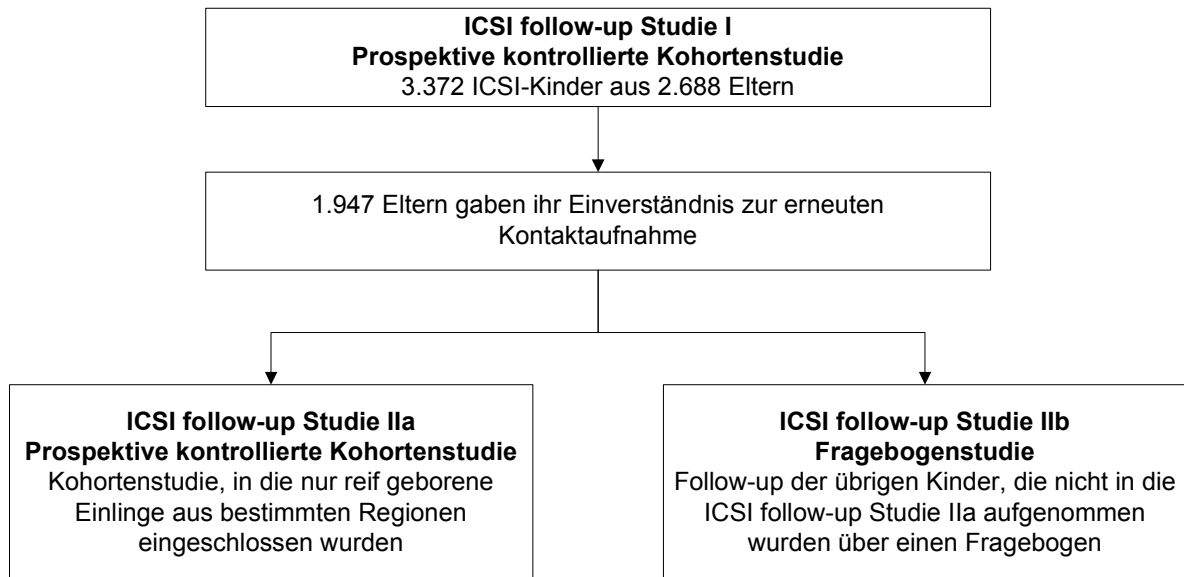 ICSI follow-up Studie I
Prospektive kontrollierte Kohortenstudie
3.372 ICSI-Kinder aus 2.688 Eltern
1.947 Eltern gaben ihr Einverständnis zur erneuten
Kontaktaufnahme
ICSI follow-up Studie IIa
Prospektive kontrollierte Kohortenstudie
Kohortenstudie, in die nur reif geborene
Einlinge aus bestimmten Regionen
eingeschlossen wurden
ICSI follow-up Studie IIb
Fragebogenstudie
Follow-up der übrigen Kinder, die nicht in die
ICSI follow-up Studie IIa aufgenommen
wurden über einen Fragebogen